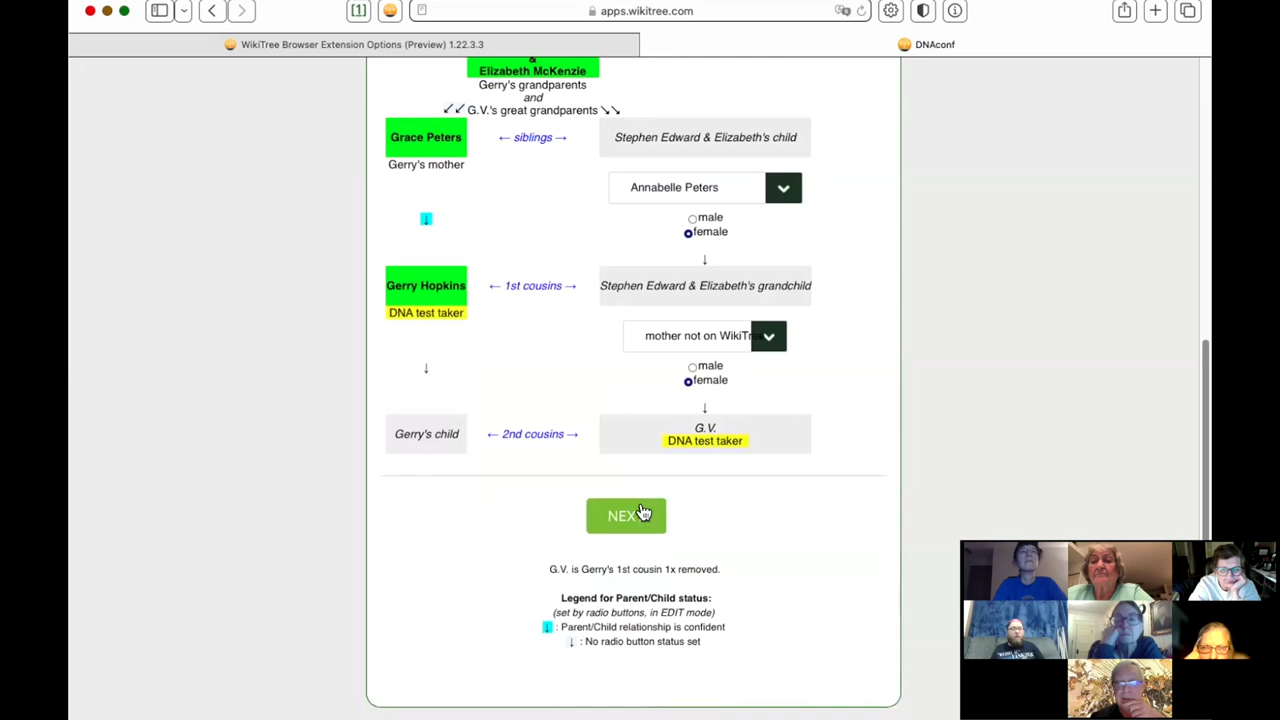 [1]
apps.wikitree.com
WikiTree Browser Extension Options (Preview) 1.22.3.3
DNAconf
&
Elizabeth McKenzie
Gerry's grandparents
and
↙↙ G.V.'s great grandparents ↘↘
Grace Peters
← siblings →
Stephen Edward & Elizabeth's child
Gerry's mother
Annabelle Peters
male
female
↓
↓
Gerry Hopkins
← 1st cousins →
Stephen Edward & Elizabeth's grandchild
DNA test taker
mother not on WikiTree
male
female
↓
↓
Gerry's child
← 2nd cousins →
G.V.
DNA test taker
NEX
G.V. is Gerry's 1st cousin 1x removed.
Legend for Parent/Child status:
(set by radio buttons, in EDIT mode)
↓ : Parent/Child relationship is confident
↓ : No radio button status set